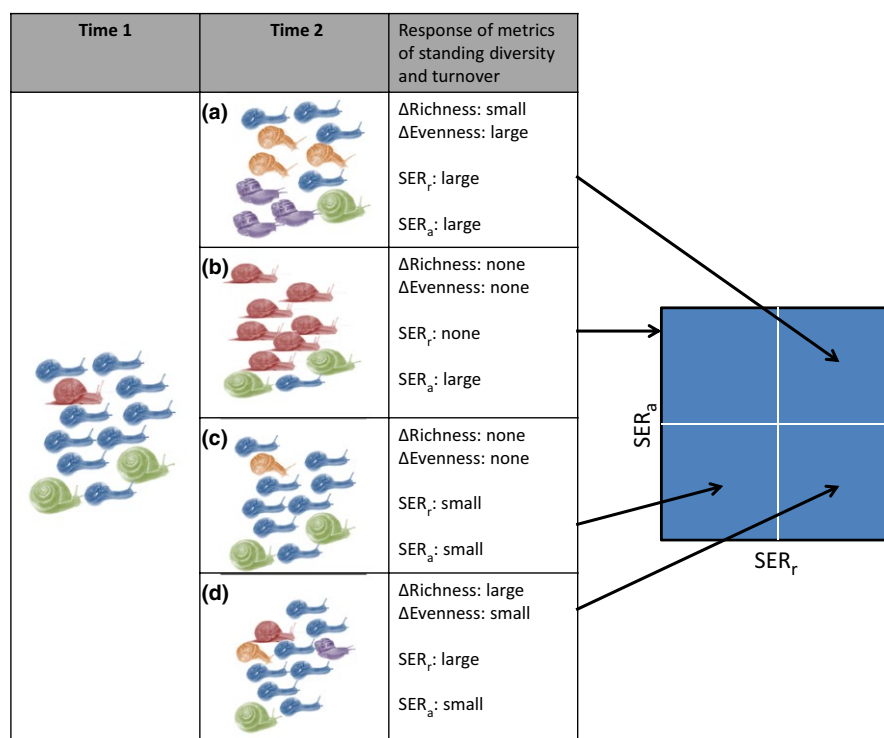 Time 1
Time 2
Response of metrics
of standing diversity
and turnover
(a)
ΔRichness: small
ΔEvenness: large
SERr: large
SERa: large
(b)
ΔRichness: none
ΔEvenness: none
SERr: none
SERa: large
(c)
ΔRichness: none
ΔEvenness: none
SERr: small
SERa: small
(d)
ΔRichness: large
ΔEvenness: small
SERr: large
SERa: small
SERa
SERr